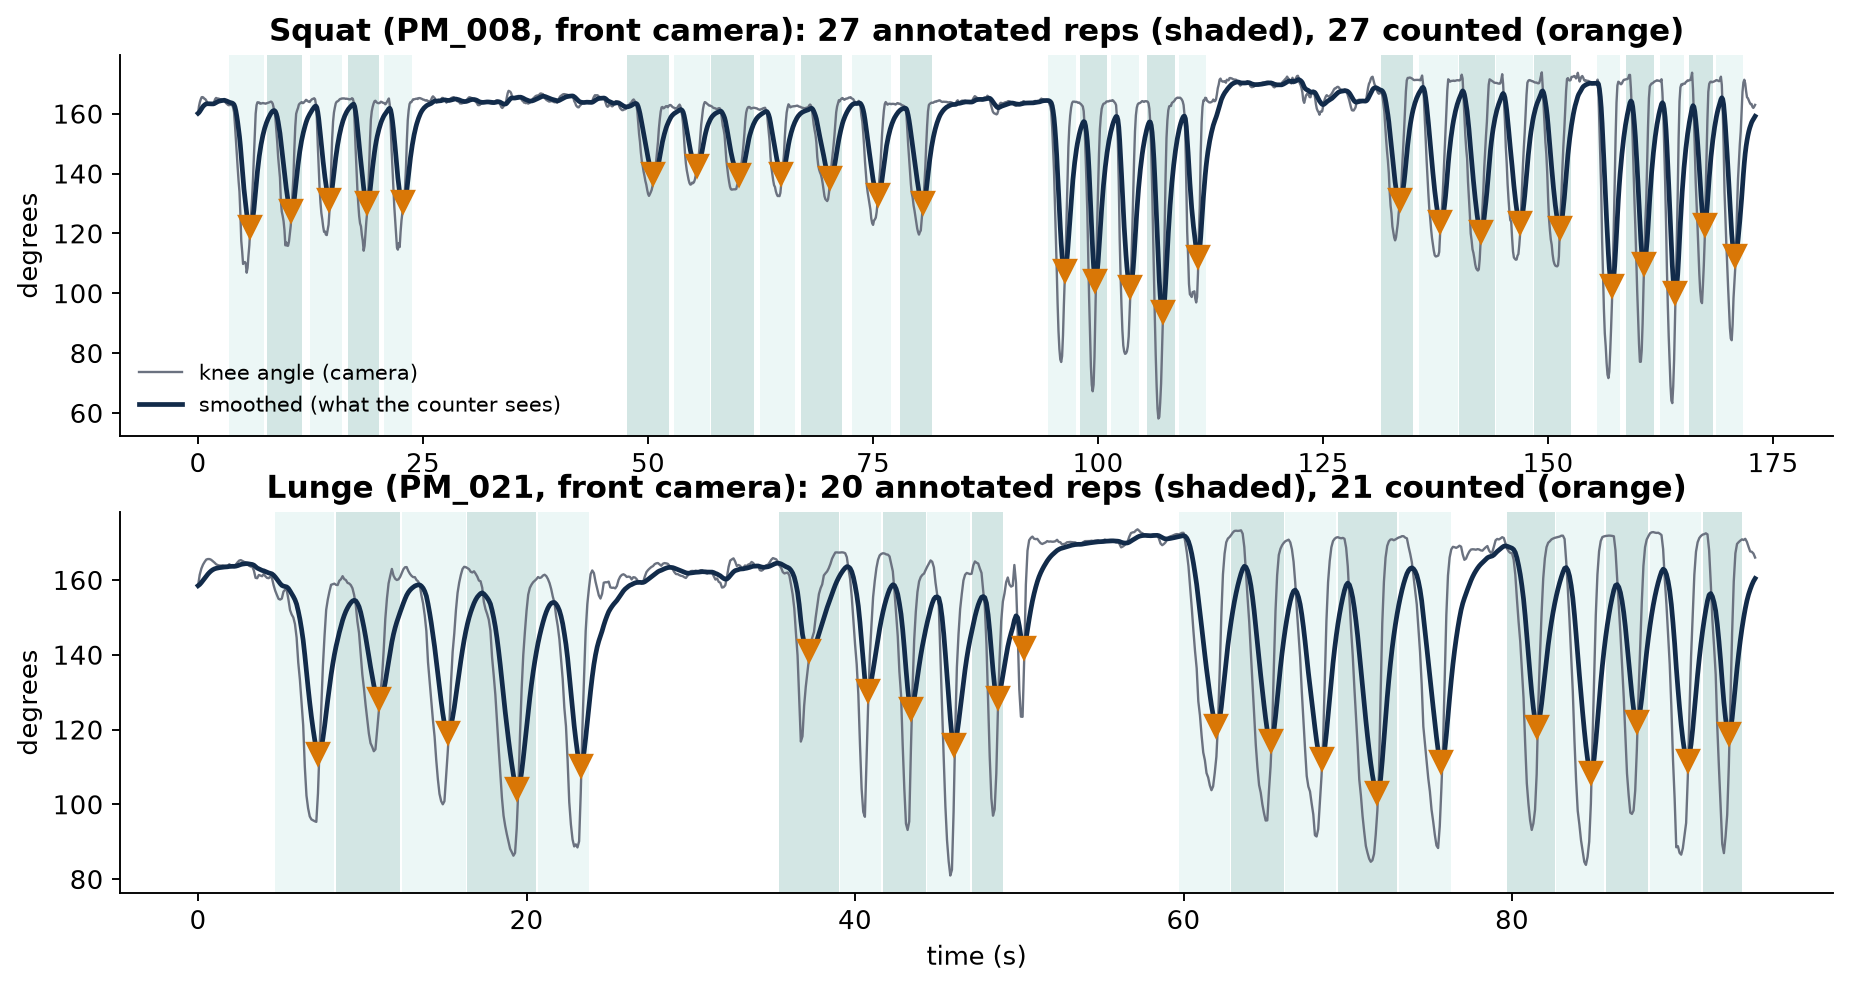 Squat (PM_008, front camera): 27 annotated reps (shaded), 27 counted (orange)
160
140
120
100
80
60
degrees
knee angle (camera)
smoothed (what the counter sees)
0 25 50 75 100 125 150 175
Lunge (PM_021, front camera): 20 annotated reps (shaded), 21 counted (orange)
160
140
120
100
80
degrees
0 20 40 60 80
time (s)